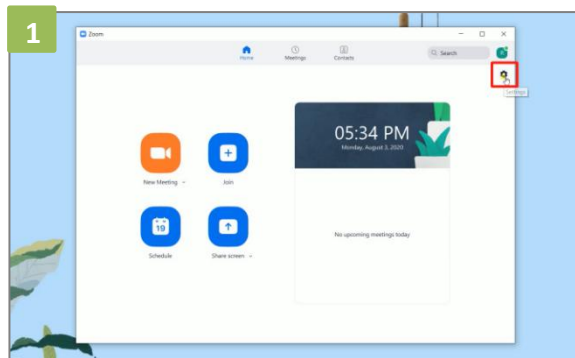 1
Zoom
Home
Meetings
Contacts
Search
Settings
05:34 PM
Monday, August 3, 2020
New Meeting
Join
19
Schedule
Share screen
No upcoming meetings today